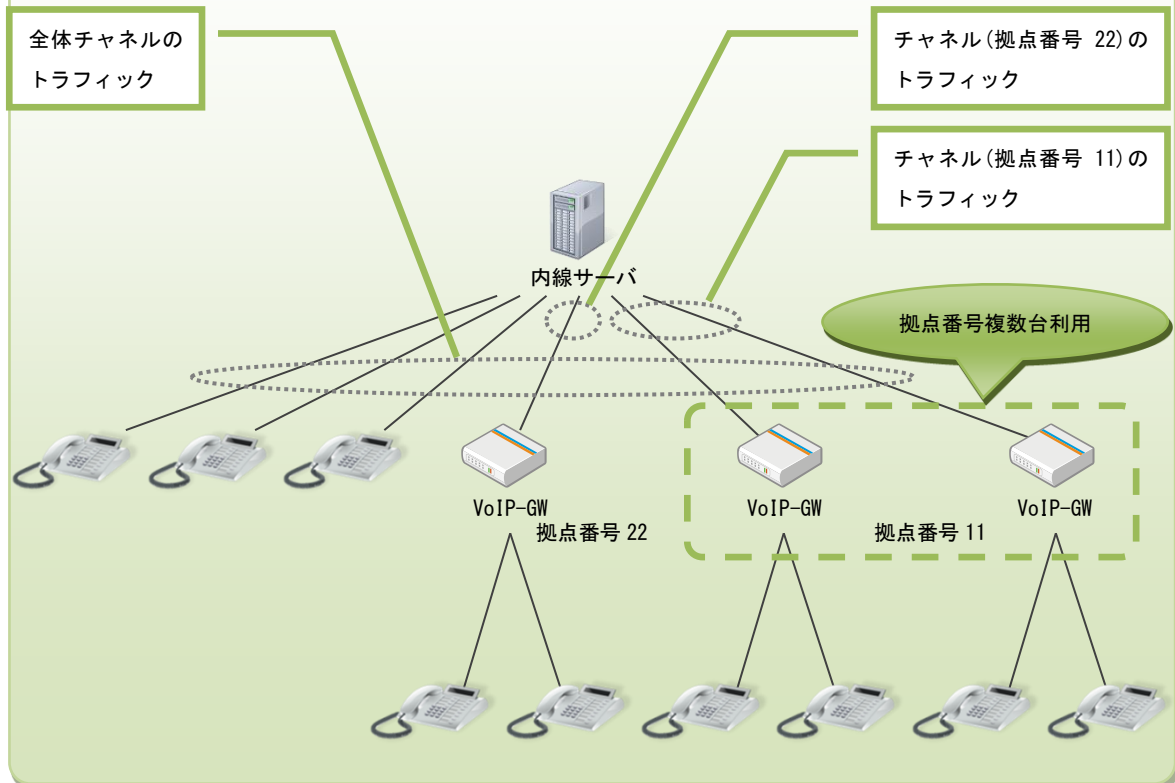 全体チャネルの
トラフィック
チャネル(拠点番号 22)の
トラフィック
チャネル(拠点番号 11)の
トラフィック
内線サーバ
拠点番号複数台利用
VoIP-GW
拠点番号 22
VoIP-GW
拠点番号 11
VoIP-GW